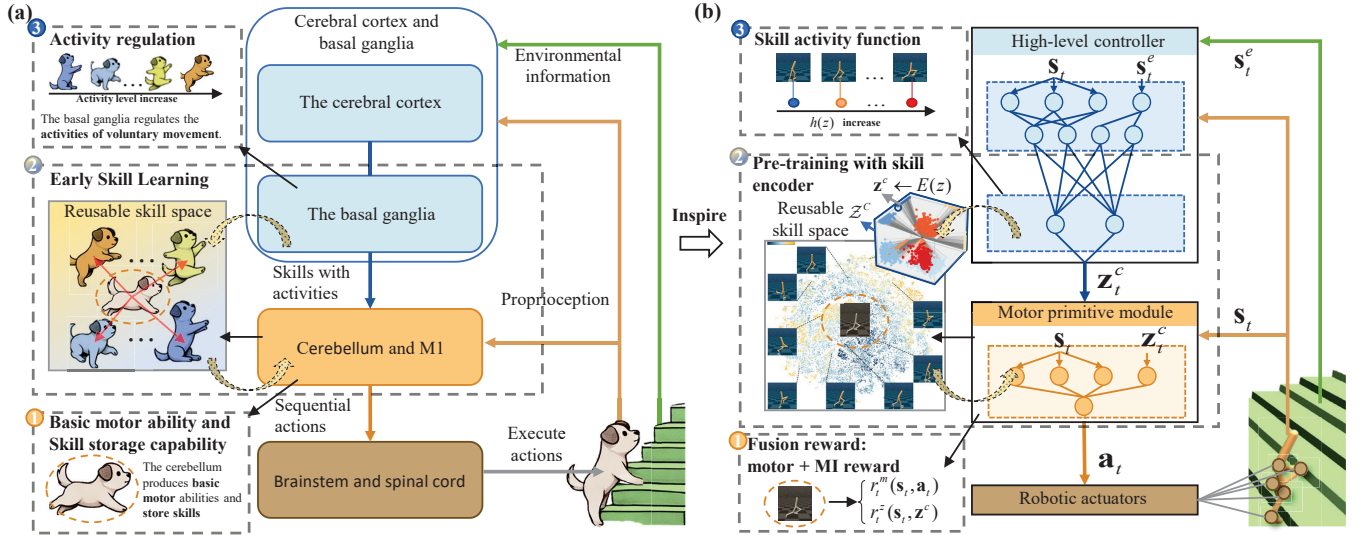 (a)
3
Activity regulation
Activity level increase
The basal ganglia regulates the
activities of voluntary movement.
2
Early Skill Learning
Reusable skill space
1
Basic motor ability and
Skill storage capability
The cerebellum
produces basic
motor abilities and
store skills
Cerebral cortex and
basal ganglia
The cerebral cortex
The basal ganglia
Skills with
activities
Cerebellum and M1
Sequential
actions
Brainstem and spinal cord
Environmental
information
Proprioception
Execute
actions
Inspire
(b)
3
Skill activity function
h(z) increase
2
Pre-training with skill
encoder
z^c ← E(z)
Reusable
skill space
Z^c
1
Fusion reward:
motor + MI reward
r_t^m(s_t, a_t)
r_t^z(s_t, z^c)
High-level controller
s_t
s_t^e
z_t^c
Motor primitive module
s_t
z_t^c
a_t
Robotic actuators
s_t^e
s_t